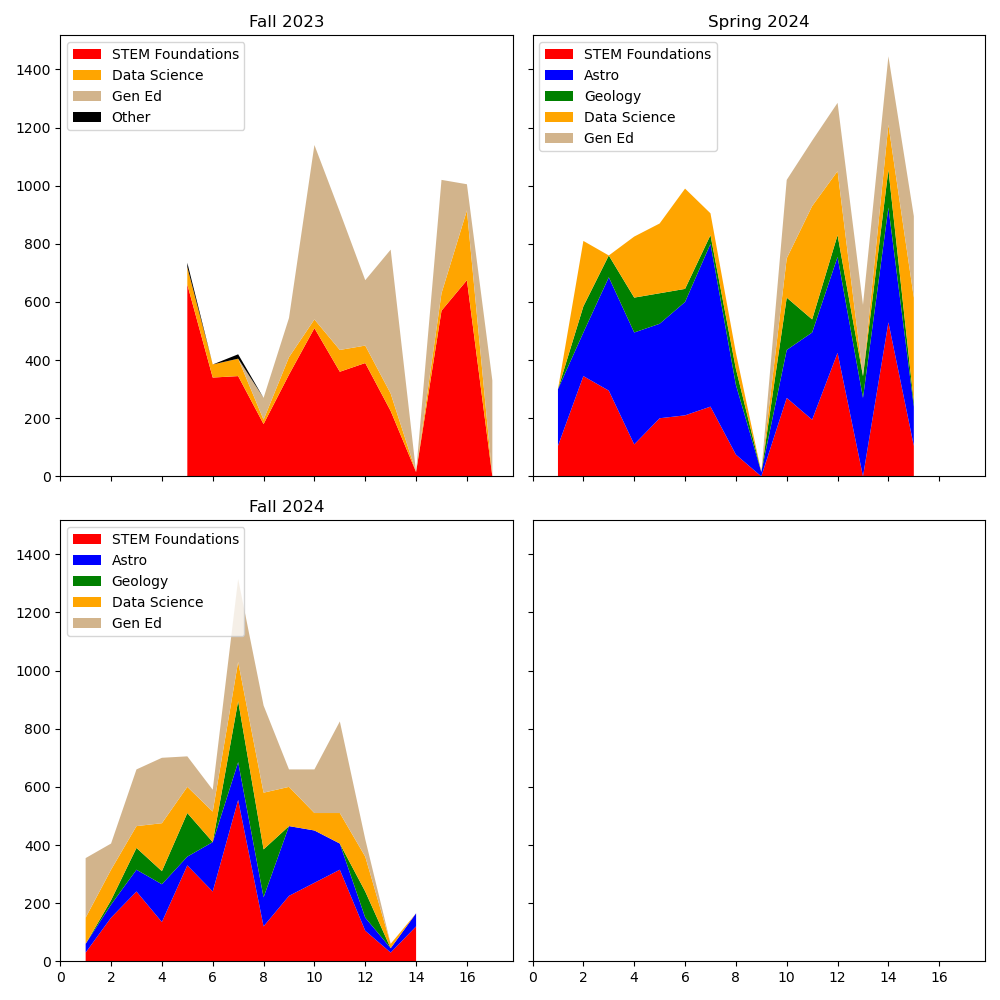 Fall 2023
STEM Foundations
Data Science
Gen Ed
Other
1400
1200
1000
800
600
400
200
0
Spring 2024
STEM Foundations
Astro
Geology
Data Science
Gen Ed
Fall 2024
STEM Foundations
Astro
Geology
Data Science
Gen Ed
1400
1200
1000
800
600
400
200
0
0 2 4 6 8 10 12 14 16
0 2 4 6 8 10 12 14 16